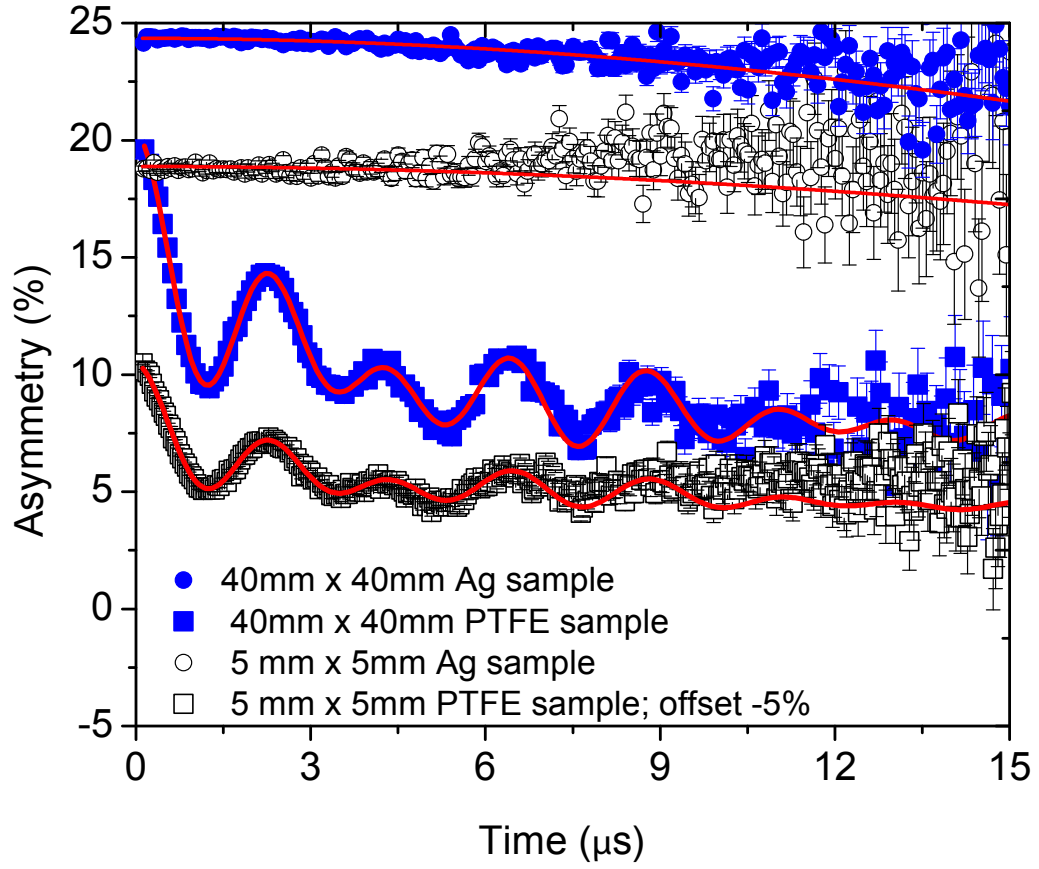 25
20
15
10
5
0
-5
Asymmetry (%)
40mm x 40mm Ag sample
40mm x 40mm PTFE sample
5 mm x 5mm Ag sample
5 mm x 5mm PTFE sample; offset -5%
0 3 6 9 12 15
Time (μs)